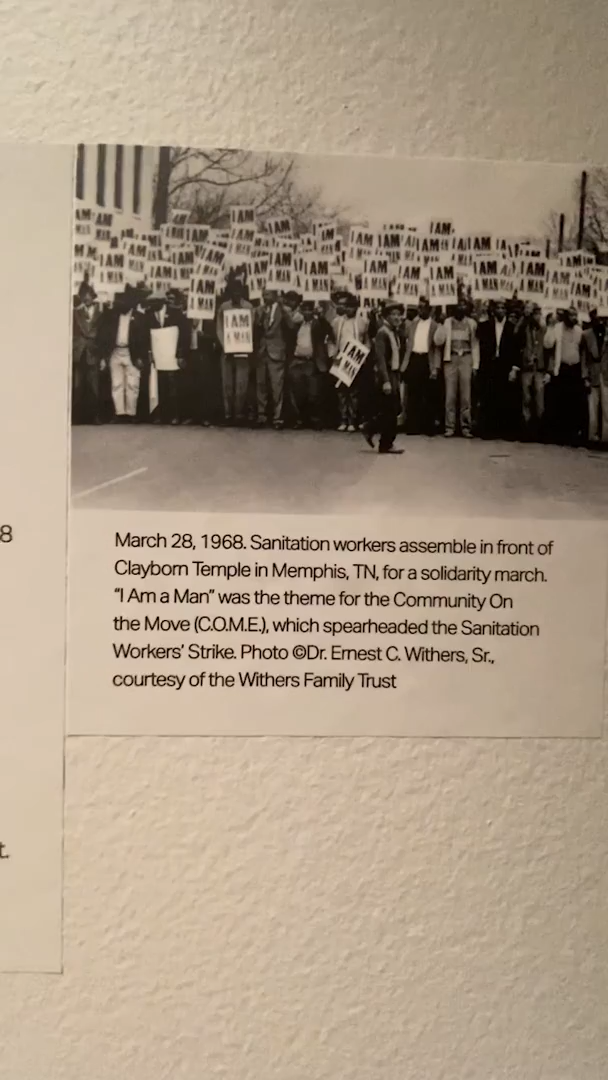 I AM
A MAN
8
March 28, 1968. Sanitation workers assemble in front of
Clayborn Temple in Memphis, TN, for a solidarity march.
“I Am a Man” was the theme for the Community On
the Move (C.O.M.E.), which spearheaded the Sanitation
Workers’ Strike. Photo ©Dr. Ernest C. Withers, Sr.,
courtesy of the Withers Family Trust
t.